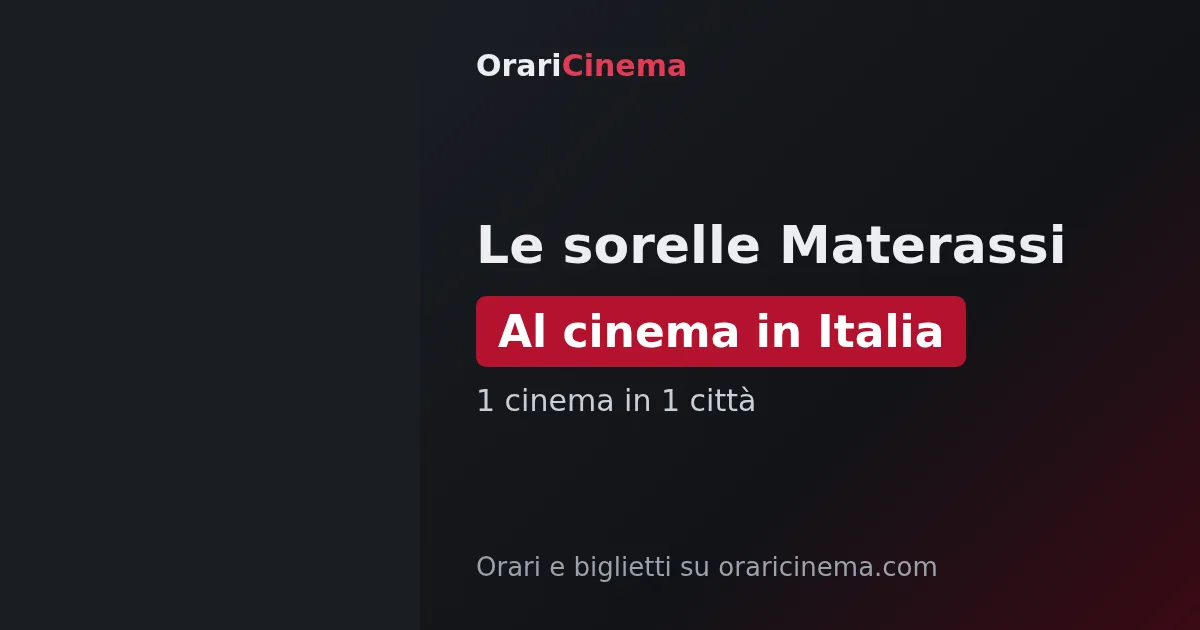 OrariCinema
Le sorelle Materassi
Al cinema in Italia
1 cinema in 1 città
Orari e biglietti su oraricinema.com